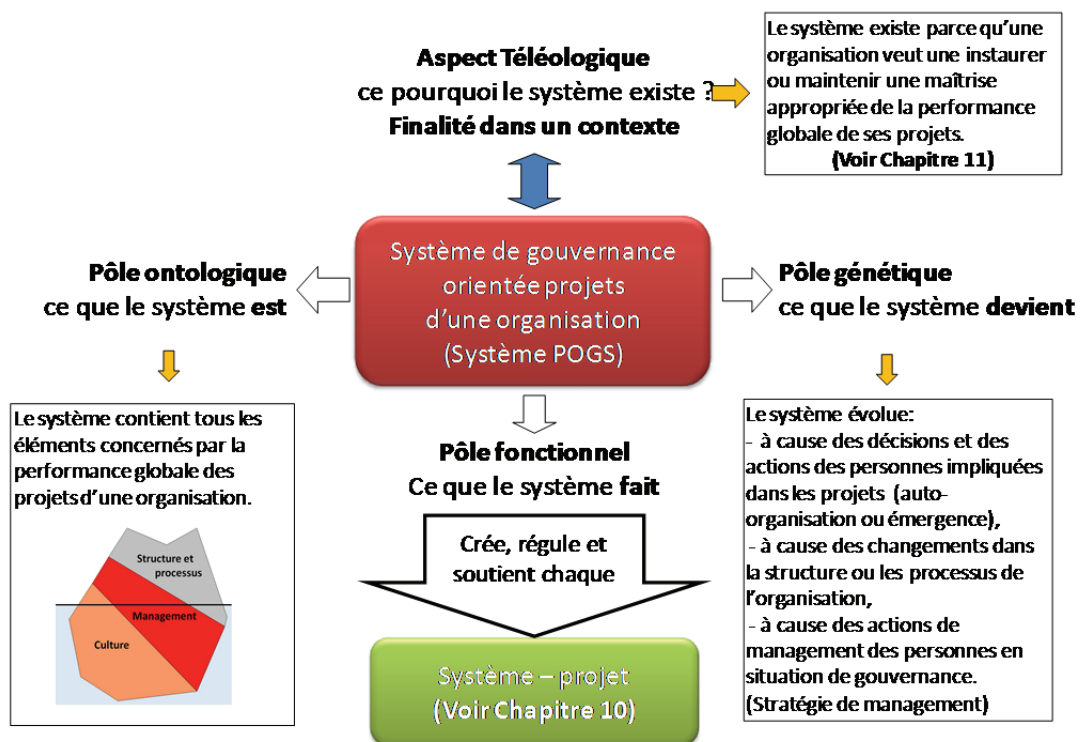 Aspect Téléologique
ce pourquoi le système existe ?
Finalité dans un contexte
Le système existe parce qu'une
organisation veut une instaurer
ou maintenir une maîtrise
appropriée de la performance
globale de ses projets.
(Voir Chapitre 11)
Système de gouvernance
orientée projets
d'une organisation
(Système POGS)
Pôle ontologique
ce que le système est
Pôle génétique
ce que le système devient
Le système contient tous les
éléments concernés par la
performance globale des
projets d'une organisation.
Structure et
processus
Management
Culture
Pôle fonctionnel
Ce que le système fait
Crée, régule et
soutient chaque
Système – projet
(Voir Chapitre 10)
Le système évolue:
- à cause des décisions et des
actions des personnes impliquées
dans les projets (auto-
organisation ou émergence),
- à cause des changements dans
la structure ou les processus de
l'organisation,
- à cause des actions de
management des personnes en
situation de gouvernance.
(Stratégie de management)